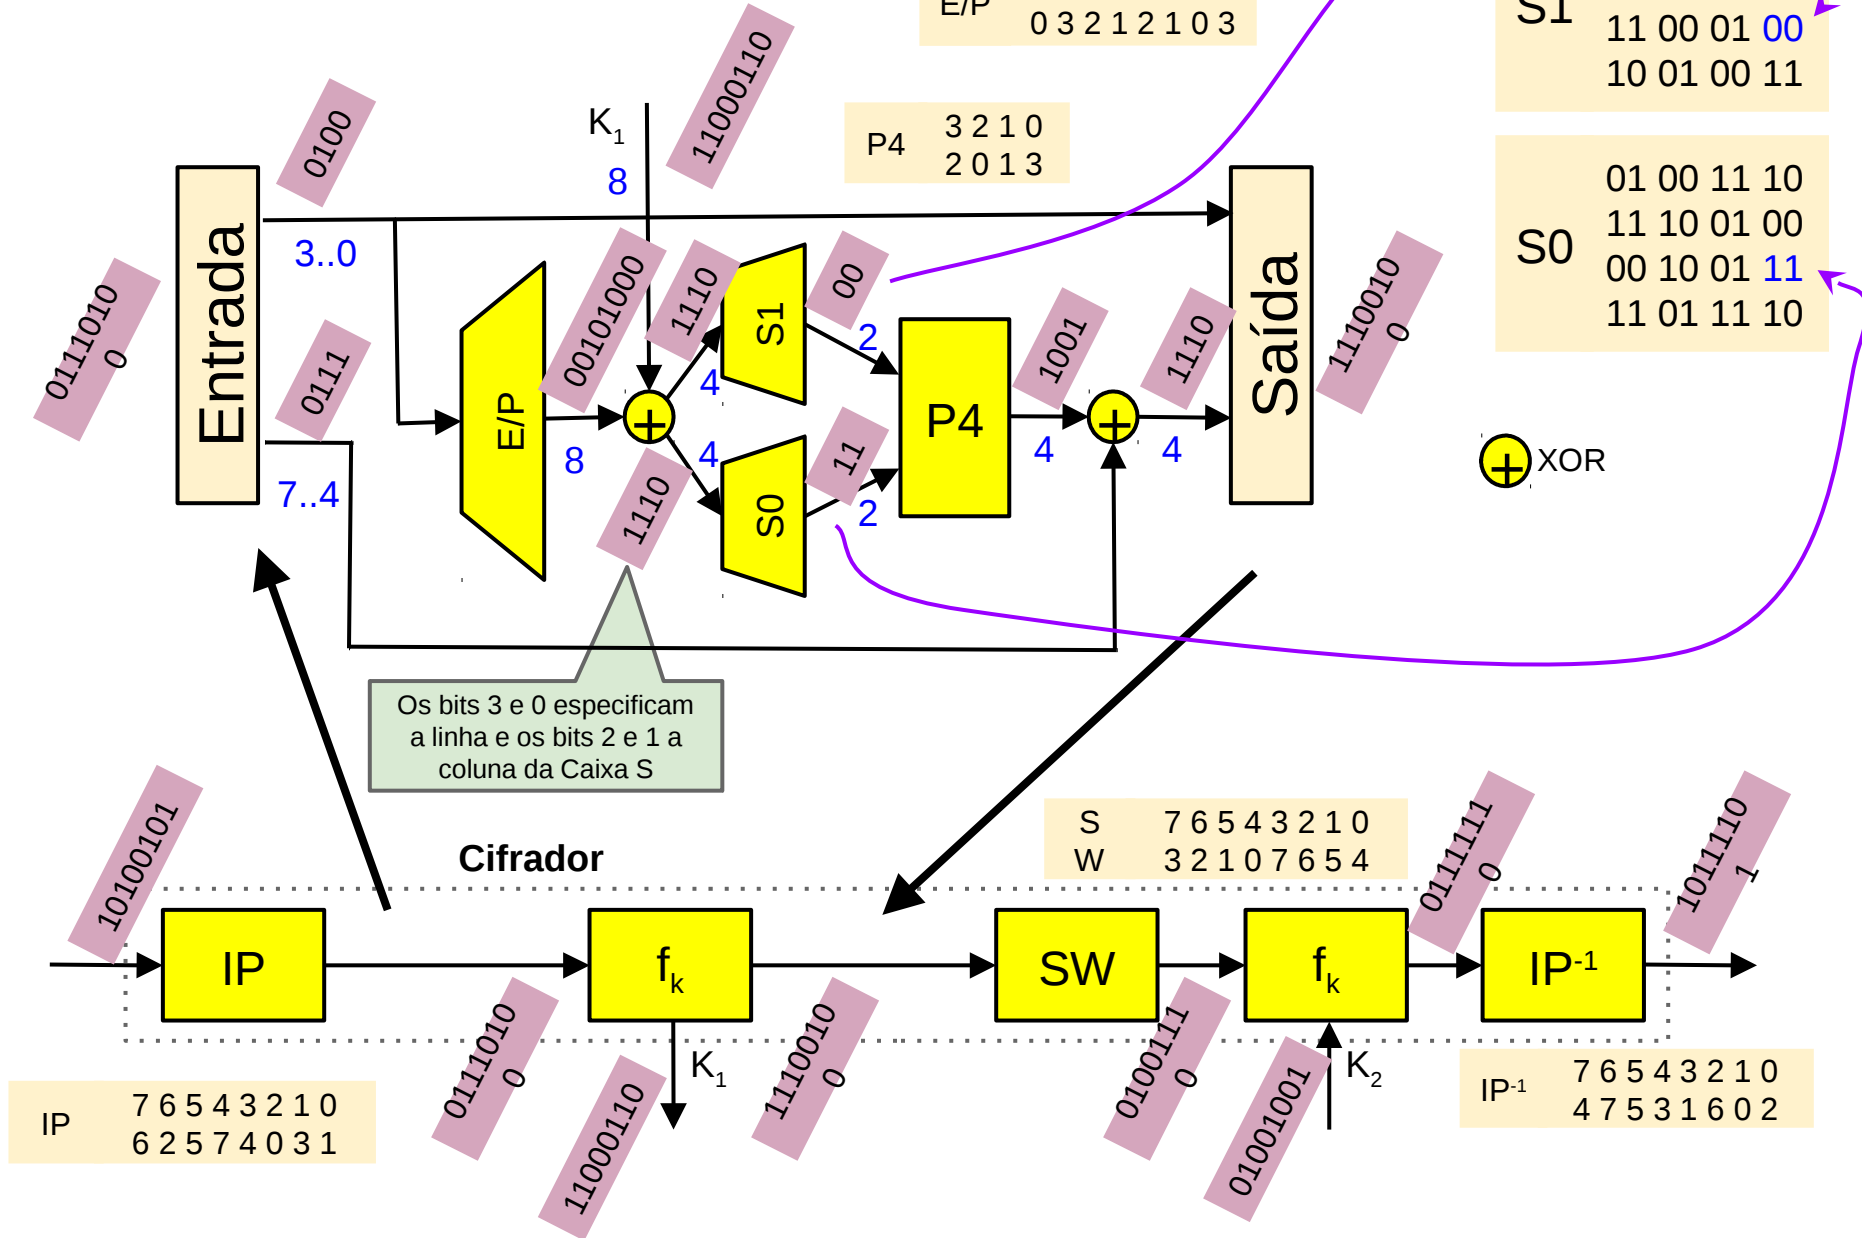 E/P
0 3 2 1 2 1 0 3
S1
11 00 01 00
10 01 00 11
11000110
K1
8
P4
3 2 1 0
2 0 1 3
0100
S0
01 00 11 10
11 10 01 00
00 10 01 11
11 01 11 10
Entrada
3..0
01110100
0111
7..4
E/P
8
00101000
1110
4
S1
00
2
4
1110
S0
11
2
P4
1001
4
1110
4
Saída
11100100
XOR
Os bits 3 e 0 especificam
a linha e os bits 2 e 1 a
coluna da Caixa S
10100101
Cifrador
S
W
7 6 5 4 3 2 1 0
3 2 1 0 7 6 5 4
01111110
10111101
IP
fk
SW
fk
IP-1
01110100
K1
11000110
11100100
01001110
K2
01001001
IP
7 6 5 4 3 2 1 0
6 2 5 7 4 0 3 1
IP-1
7 6 5 4 3 2 1 0
4 7 5 3 1 6 0 2